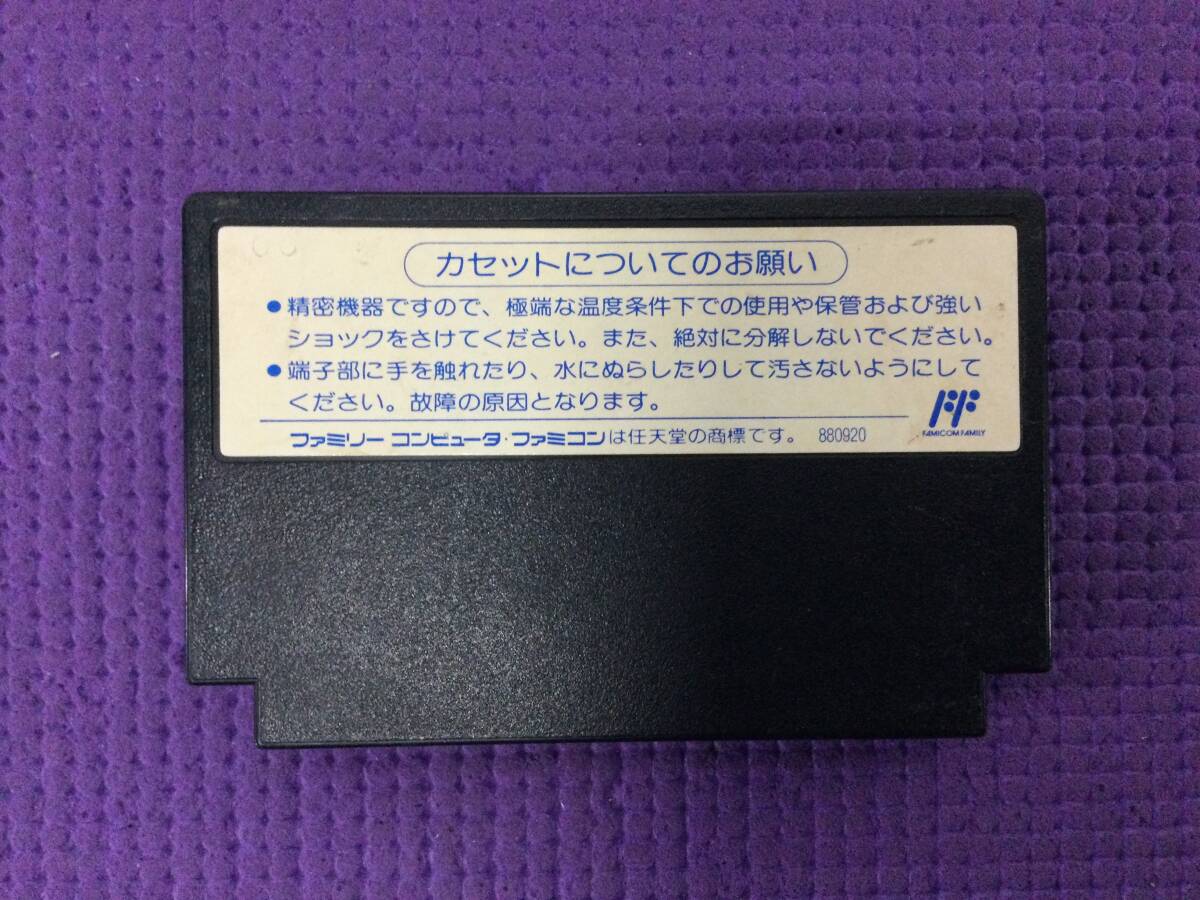 カセットについてのお願い
●精密機器ですので、極端な温度条件下での使用や保管および強い
ショックをさけてください。また、絶対に分解しないでください。
●端子部に手を触れたり、水にぬらしたりして汚さないようにして
ください。故障の原因となります。
FAMICOM FAMILY
ファミリー コンピュータ・ファミコンは任天堂の商標です。 880920